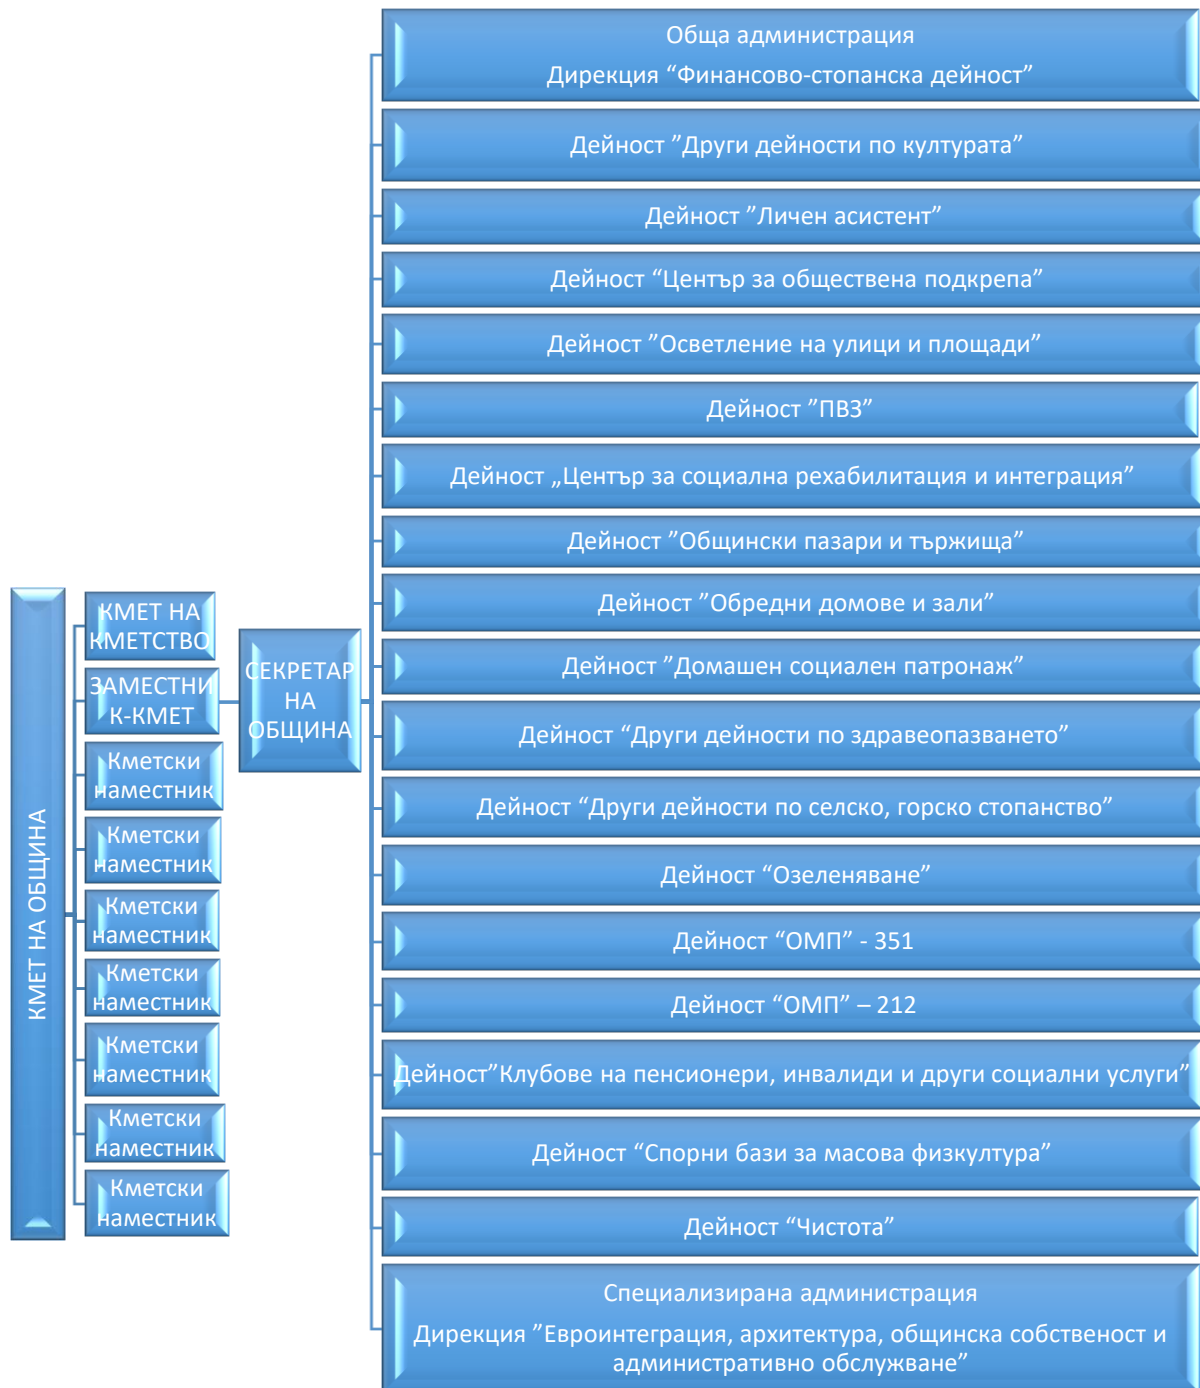 КМЕТ НА ОБЩИНА
КМЕТ НА
КМЕТСТВО
ЗАМЕСТНИ
К-КМЕТ
Кметски
наместник
Кметски
наместник
Кметски
наместник
Кметски
наместник
Кметски
наместник
Кметски
наместник
Кметски
наместник
СЕКРЕТАР
НА
ОБЩИНА
Обща администрация
Дирекция “Финансово-стопанска дейност”
Дейност ”Други дейности по културата”
Дейност ”Личен асистент”
Дейност “Център за обществена подкрепа”
Дейност ”Осветление на улици и площади”
Дейност ”ПВЗ”
Дейност „Център за социална рехабилитация и интеграция”
Дейност ”Общински пазари и тържища”
Дейност ”Обредни домове и зали”
Дейност ”Домашен социален патронаж”
Дейност “Други дейности по здравеопазването”
Дейност “Други дейности по селско, горско стопанство”
Дейност “Озеленяване”
Дейност “ОМП” - 351
Дейност “ОМП” – 212
Дейност”Клубове на пенсионери, инвалиди и други социални услуги”
Дейност “Спорни бази за масова физкултура”
Дейност “Чистота”
Специализирана администрация
Дирекция ”Евроинтеграция, архитектура, общинска собственост и
административно обслужване”